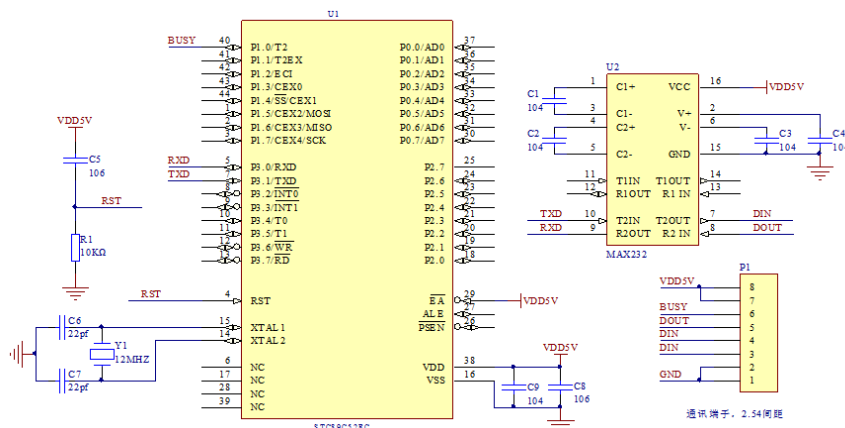 U1
BUSY 40 P1.0/T2 P0.0/AD0 37
41 P1.1/T2EX P0.1/AD1 36
42 P1.2/ECI P0.2/AD2 35
43 P1.3/CEX0 P0.3/AD3 34
44 P1.4/SS/CEX1 P0.4/AD4 33
1 P1.5/CEX2/MOSI P0.5/AD5 32
2 P1.6/CEX3/MISO P0.6/AD6 31
3 P1.7/CEX4/SCK P0.7/AD7 30
RXD 5 P3.0/RXD P2.7 25
TXD 7 P3.1/TXD P2.6 24
8 P3.2/INT0 P2.5 23
9 P3.3/INT1 P2.4 22
10 P3.4/T0 P2.3 21
11 P3.5/T1 P2.2 20
12 P3.6/WR P2.1 19
13 P3.7/RD P2.0 18
RST 4 RST EA 29 VDD5V
ALE 27
15 XTAL1 PSEN 26
14 XTAL2
6 NC VDD 38
17 NC VSS 16
28 NC
39 NC
VDD5V
C5
106
RST
R1
10KΩ
C6
22pf
Y1
12MHZ
C7
22pf
VDD5V
C9
104
C8
106
U2
C1
104
1 C1+ VCC 16 VDD5V
3 C1- V+ 2
C2
104
4 C2+ V- 6
5 C2- GND 15
C3
104
C4
11 T1IN T1OUT 14
12 R1OUT R1 IN 13
TXD 10 T2IN T2OUT 7 DIN
RXD 9 R2OUT R2 IN 8 DOUT
MAX232
P1
VDD5V 8
7
BUSY 6
DOUT 5
DIN 4
DIN 3
2
GND 1
通讯端子，2.54间距